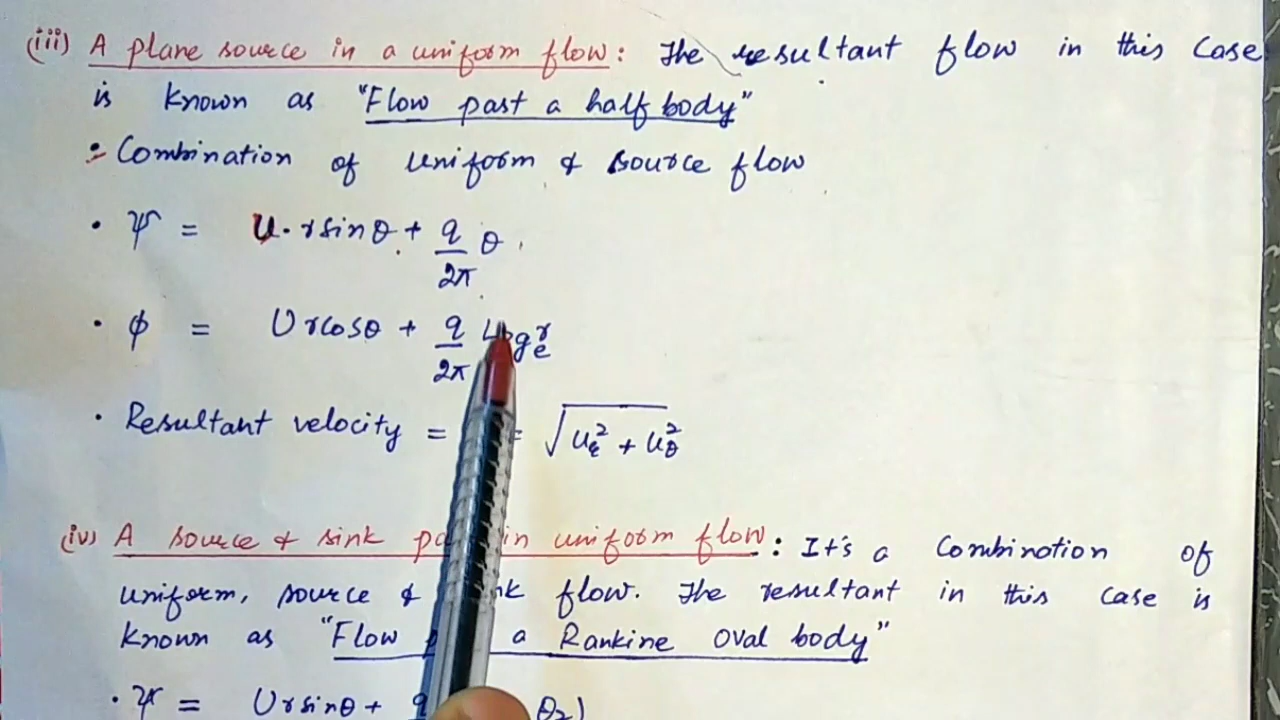 (iii) A plane source in a uniform flow: The resultant flow in this case
is known as "Flow past a half body"
• Combination of uniform & source flow
• ψ = U. r sinθ + q/2π θ
• φ = U r cosθ + q/2π Log_e^r
• Resultant velocity = = √(u_r² + u_θ²)
(iv) A source & sink in uniform flow: It's a Combination of
uniform, source & flow. The resultant in this case is
known as "Flow a Rankine oval body"
• ψ = U r sinθ + θ₂)